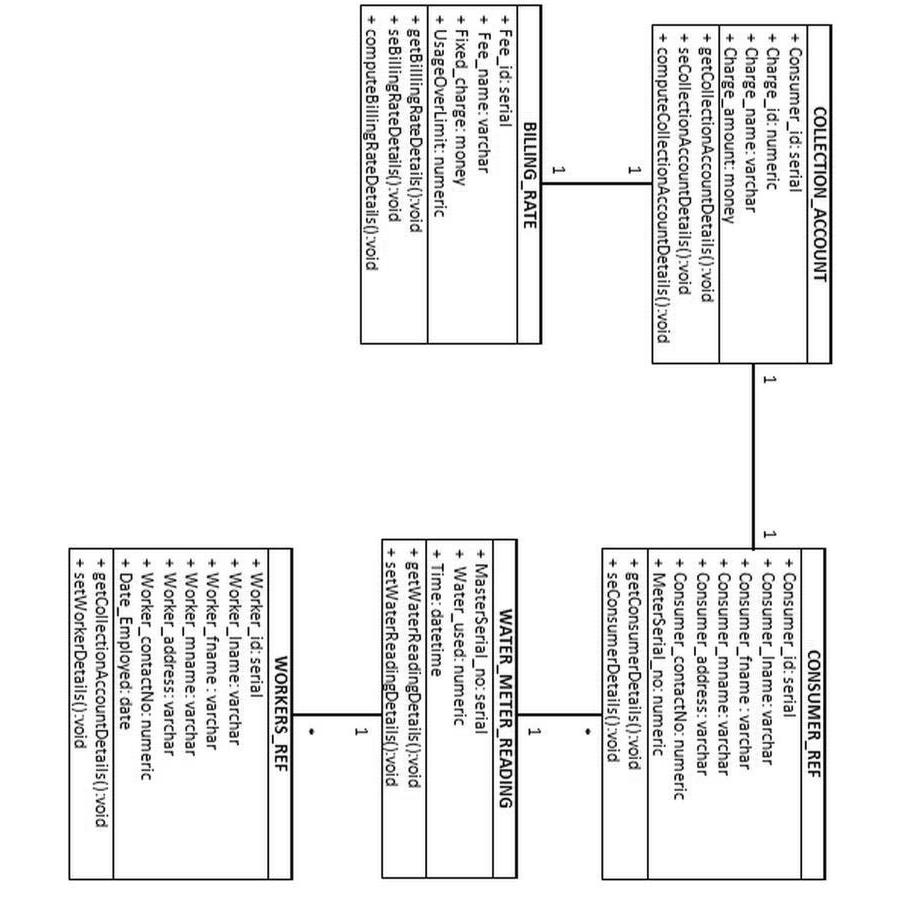 COLLECTION_ACCOUNT
+ Consumer_id: serial
+ Charge_id: numeric
+ Charge_name: varchar
+ Charge_amount: money
+ getCollectionAccountDetails():void
+ seCollectionAccountDetails():void
+ computeCollectionAccountDetails():void
1
1
CONSUMER_REF
+ Consumer_id: serial
+ Consumer_lname: varchar
+ Consumer_fname : varchar
+ Consumer_mname: varchar
+ Consumer_address: varchar
+ Consumer_contactNo: numeric
+ MeterSerial_no: numeric
+ getConsumerDetails():void
+ seConsumerDetails():void
1
1
BILLING_RATE
+ Fee_id: serial
+ Fee_name: varchar
+ Fixed_charge: money
+ UsageOverLimit: numeric
+ getBilllingRateDetails():void
+ seBillingRateDetails():void
+ computeBillingRateDetails():void
*
1
WATER_METER_READING
+ MasterSerial_no: serial
+ Water_used: numeric
+ Time: datetime
+ getWaterReadingDetails():void
+ setWaterReadingDetails():void
1
*
WORKERS_REF
+ Worker_id: serial
+ Worker_lname: varchar
+ Worker_fname : varchar
+ Worker_mname: varchar
+ Worker_address: varchar
+ Worker_contactNo: numeric
+ Date_Employed: date
+ getCollectionAccountDetails():void
+ setWorkerDetails():void